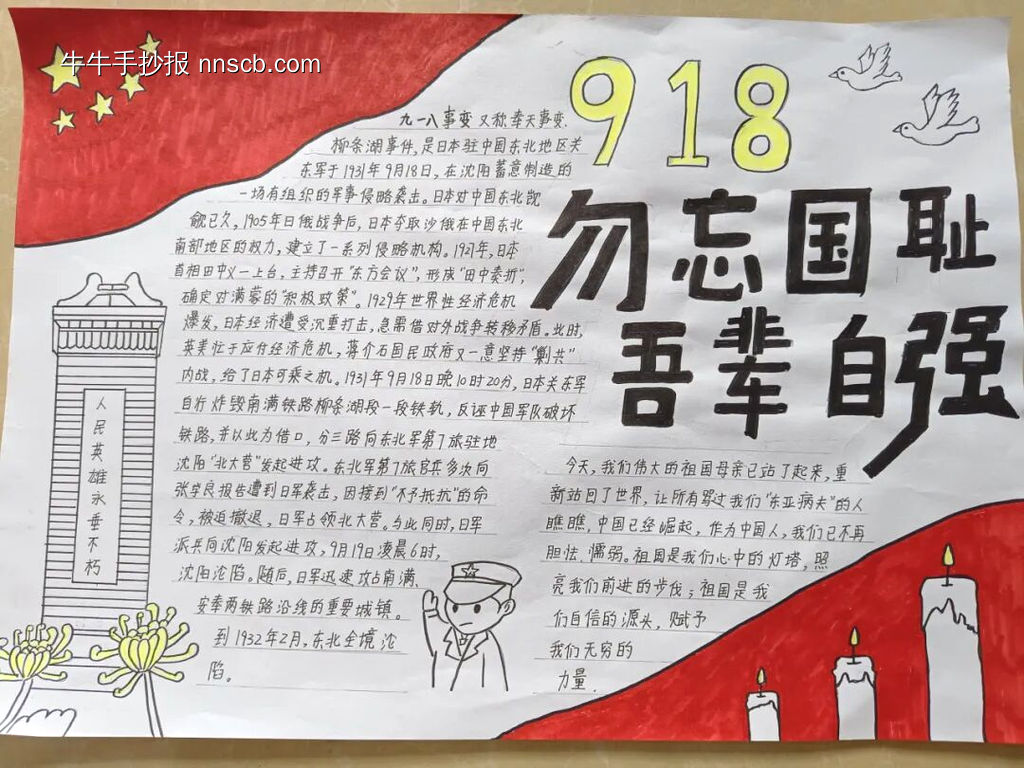 牛牛手抄报 nnscb.com
918
勿忘国耻
吾辈自强
九一八事变又称奉天事变、
柳条湖事件,是日本驻中国东北地区关
东军于1931年9月18日,在沈阳蓄意制造的
一场有组织的军事侵略袭击。日本对中国东北觊
觎已久,1905年日俄战争后,日本夺取沙俄在中国东北
南部地区的权力,建立了一系列侵略机构。1927年,日本
首相田中义一上台,主持召开"东方会议",形成"田中奏折",
确定对满蒙的"积极政策"。1929年世界性经济危机
爆发,日本经济遭受沉重打击,急需借对外战争转移矛盾。此时,
英美忙于应付经济危机,蒋介石国民政府又一意坚持"剿共"
内战,给了日本可乘之机。1931年9月18日晚10时20分,日本关东军
自行炸毁南满铁路柳条湖段一段铁轨,反诬中国军队破坏
铁路,并以此为借口,分三路向东北军第7旅驻地
沈阳"北大营"发起进攻。东北军第7旅官兵多次向
张学良报告遭到日军袭击,因接到"不予抵抗"的命
令,被迫撤退,日军占领北大营。与此同时,日军
派兵向沈阳发起进攻,9月19日凌晨6时,
沈阳沦陷。随后,日军迅速攻占南满、
安奉两铁路沿线的重要城镇。
到1932年2月,东北全境沦
陷。
人民英雄永垂不朽
今天,我们伟大的祖国母亲已站了起来,重
新站回了世界,让所有骂过我们"东亚病夫"的人
瞧瞧,中国已经崛起,作为中国人,我们已不再
胆怯、懦弱。祖国是我们心中的灯塔,照
亮我们前进的步伐;祖国是我
们自信的源头,赋予
我们无穷的
力量.